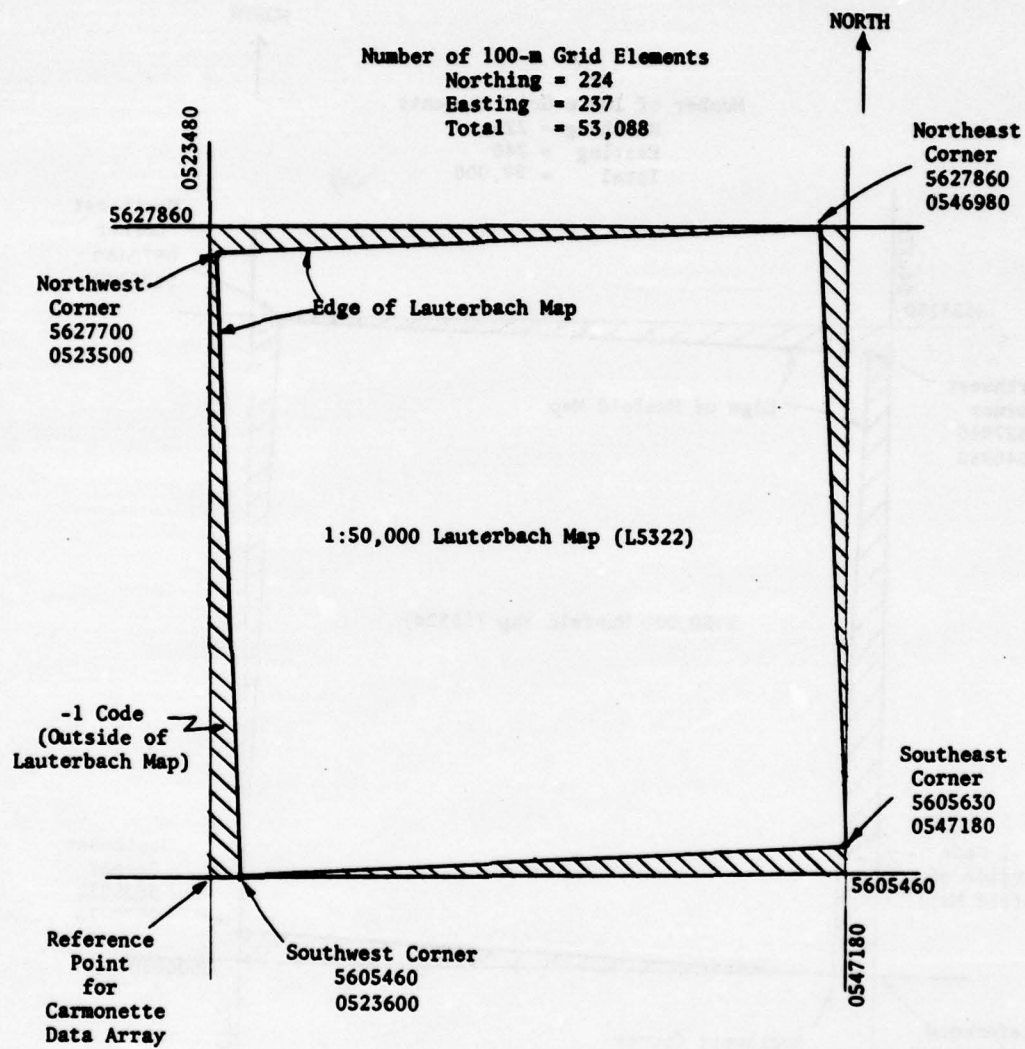 NORTH
Number of 100-m Grid Elements
Northing = 224
Easting = 237
Total = 53,088
0523480
Northeast
Corner
5627860
0546980
5627860
Northwest
Corner
5627700
0523500
Edge of Lauterbach Map
1:50,000 Lauterbach Map (L5322)
-1 Code
(Outside of
Lauterbach Map)
Southeast
Corner
5605630
0547180
5605460
Reference
Point
for
Carmonette
Data Array
Southwest Corner
5605460
0523600
0547180